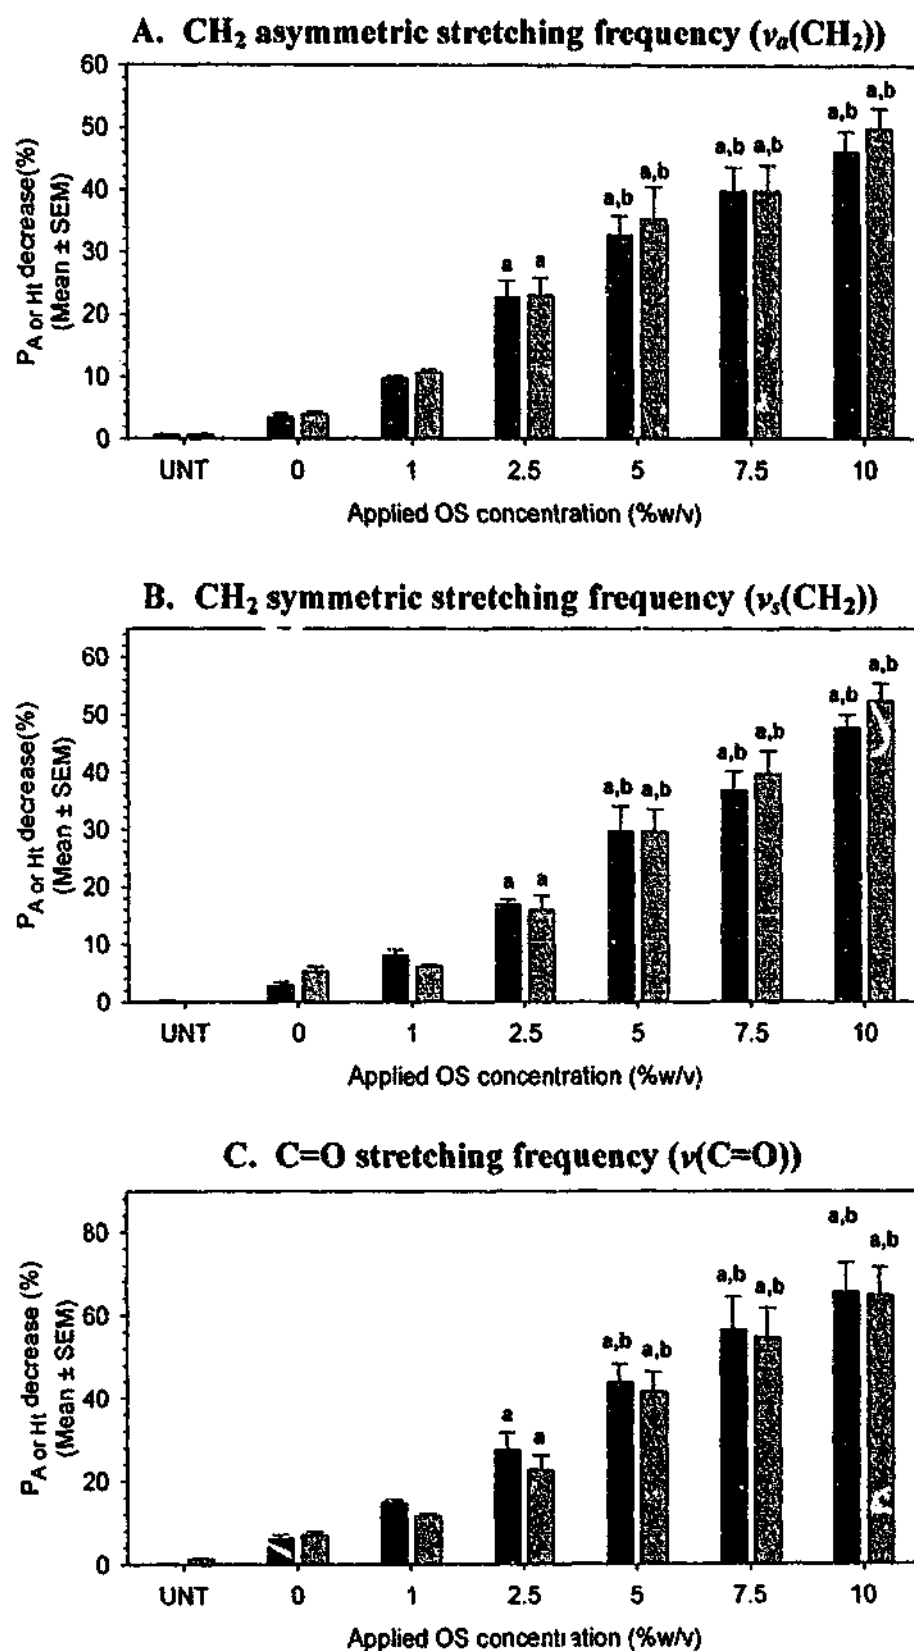 A. CH₂ asymmetric stretching frequency (νₐ(CH₂))
60
50
40
30
20
10
0
P_A or Ht decrease(%)
(Mean ± SEM)
a a
a,b a,b
a,b a,b
a,b a,b
UNT 0 1 2.5 5 7.5 10
Applied OS concentration (%w/v)
B. CH₂ symmetric stretching frequency (νₛ(CH₂))
60
50
40
30
20
10
0
P_A or Ht decrease(%)
(Mean ± SEM)
a a
a,b a,b
a,b a,b
a,b a,b
UNT 0 1 2.5 5 7.5 10
Applied OS concentration (%w/v)
C. C=O stretching frequency (ν(C=O))
80
60
40
20
0
P_A or Ht decrease (%)
(Mean ± SEM)
a a
a,b a,b
a,b a,b
a,b a,b
UNT 0 1 2.5 5 7.5 10
Applied OS concentration (%w/v)